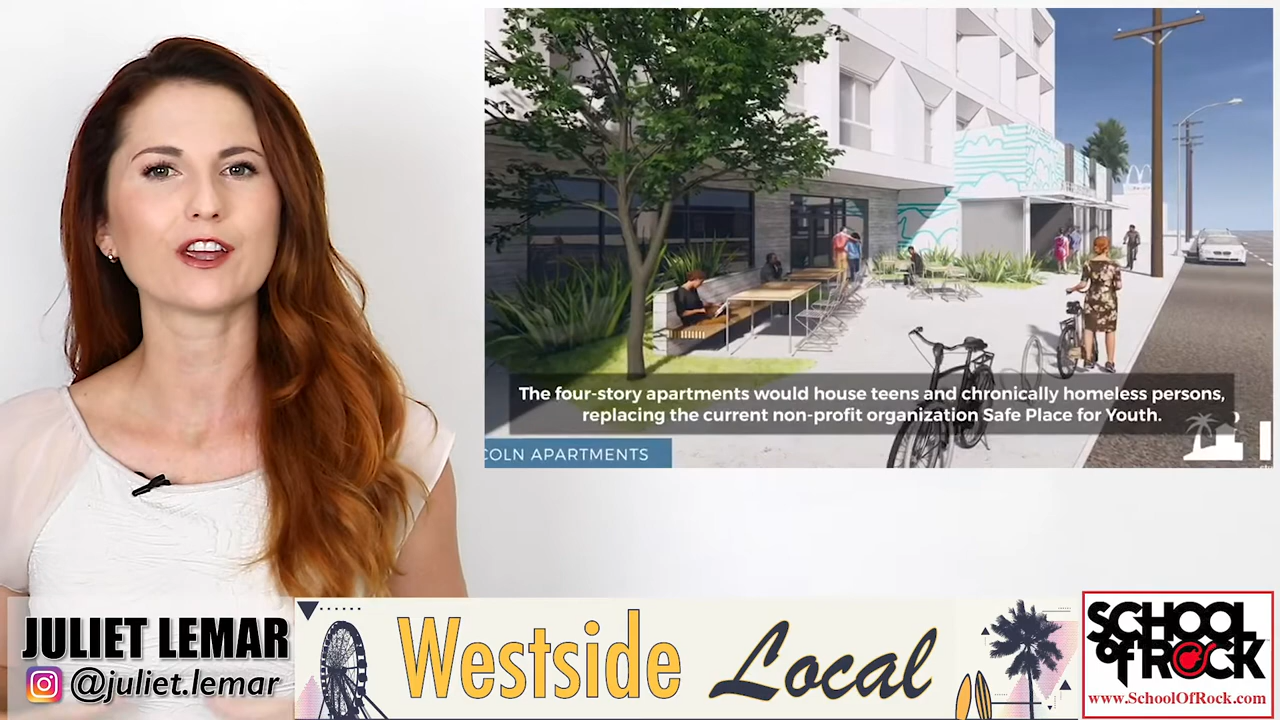 The four-story apartments would house teens and chronically homeless persons,
replacing the current non-profit organization Safe Place for Youth.
COLN APARTMENTS
JULIET LEMAR
@juliet.lemar
Westside Local
SCHOOL
of ROCK
www.SchoolOfRock.com